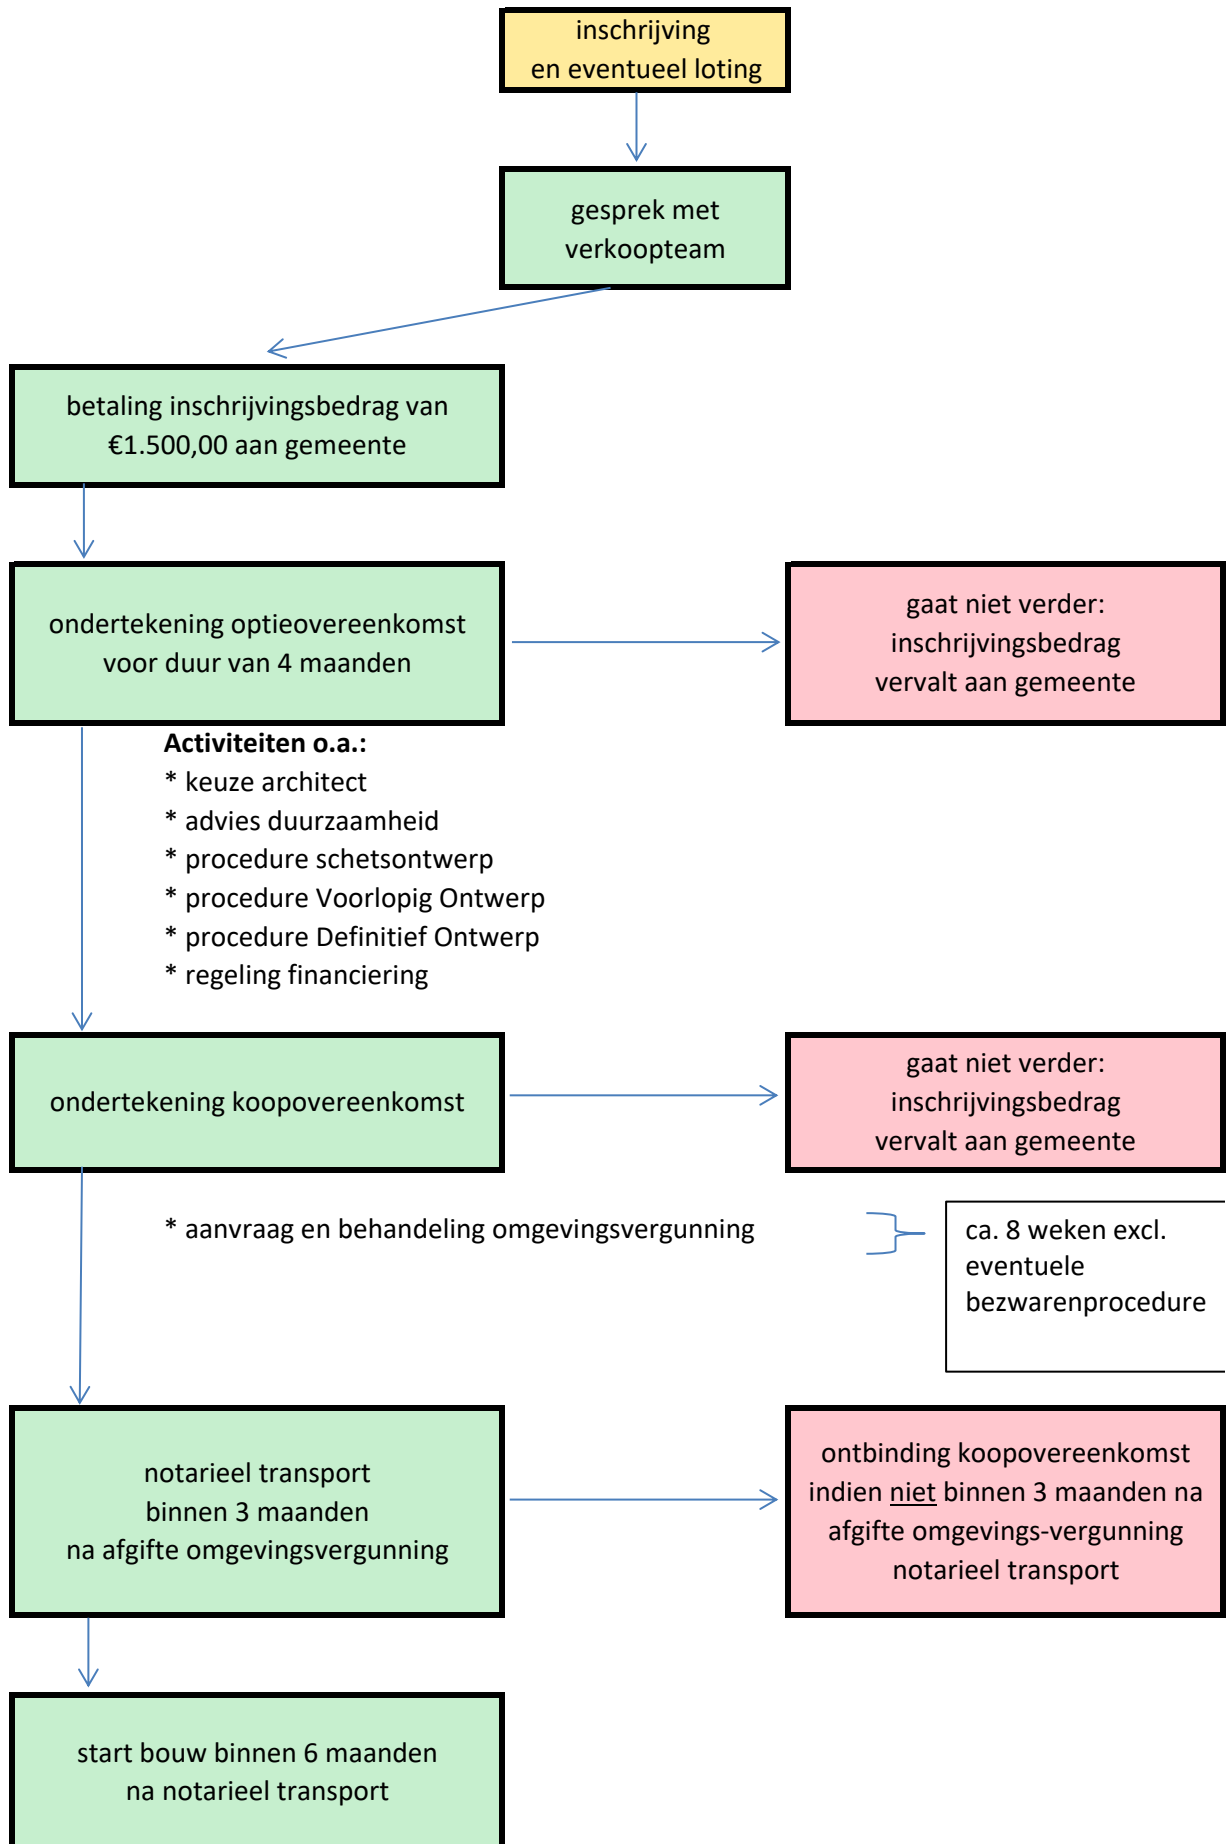 inschrijving
en eventueel loting
gesprek met
verkoopteam
betaling inschrijvingsbedrag van
€1.500,00 aan gemeente
ondertekening optieovereenkomst
voor duur van 4 maanden
gaat niet verder:
inschrijvingsbedrag
vervalt aan gemeente
Activiteiten o.a.:
* keuze architect
* advies duurzaamheid
* procedure schetsontwerp
* procedure Voorlopig Ontwerp
* procedure Definitief Ontwerp
* regeling financiering
ondertekening koopovereenkomst
gaat niet verder:
inschrijvingsbedrag
vervalt aan gemeente
* aanvraag en behandeling omgevingsvergunning
ca. 8 weken excl.
eventuele
bezwarenprocedure
notarieel transport
binnen 3 maanden
na afgifte omgevingsvergunning
ontbinding koopovereenkomst
indien niet binnen 3 maanden na
afgifte omgevings-vergunning
notarieel transport
start bouw binnen 6 maanden
na notarieel transport